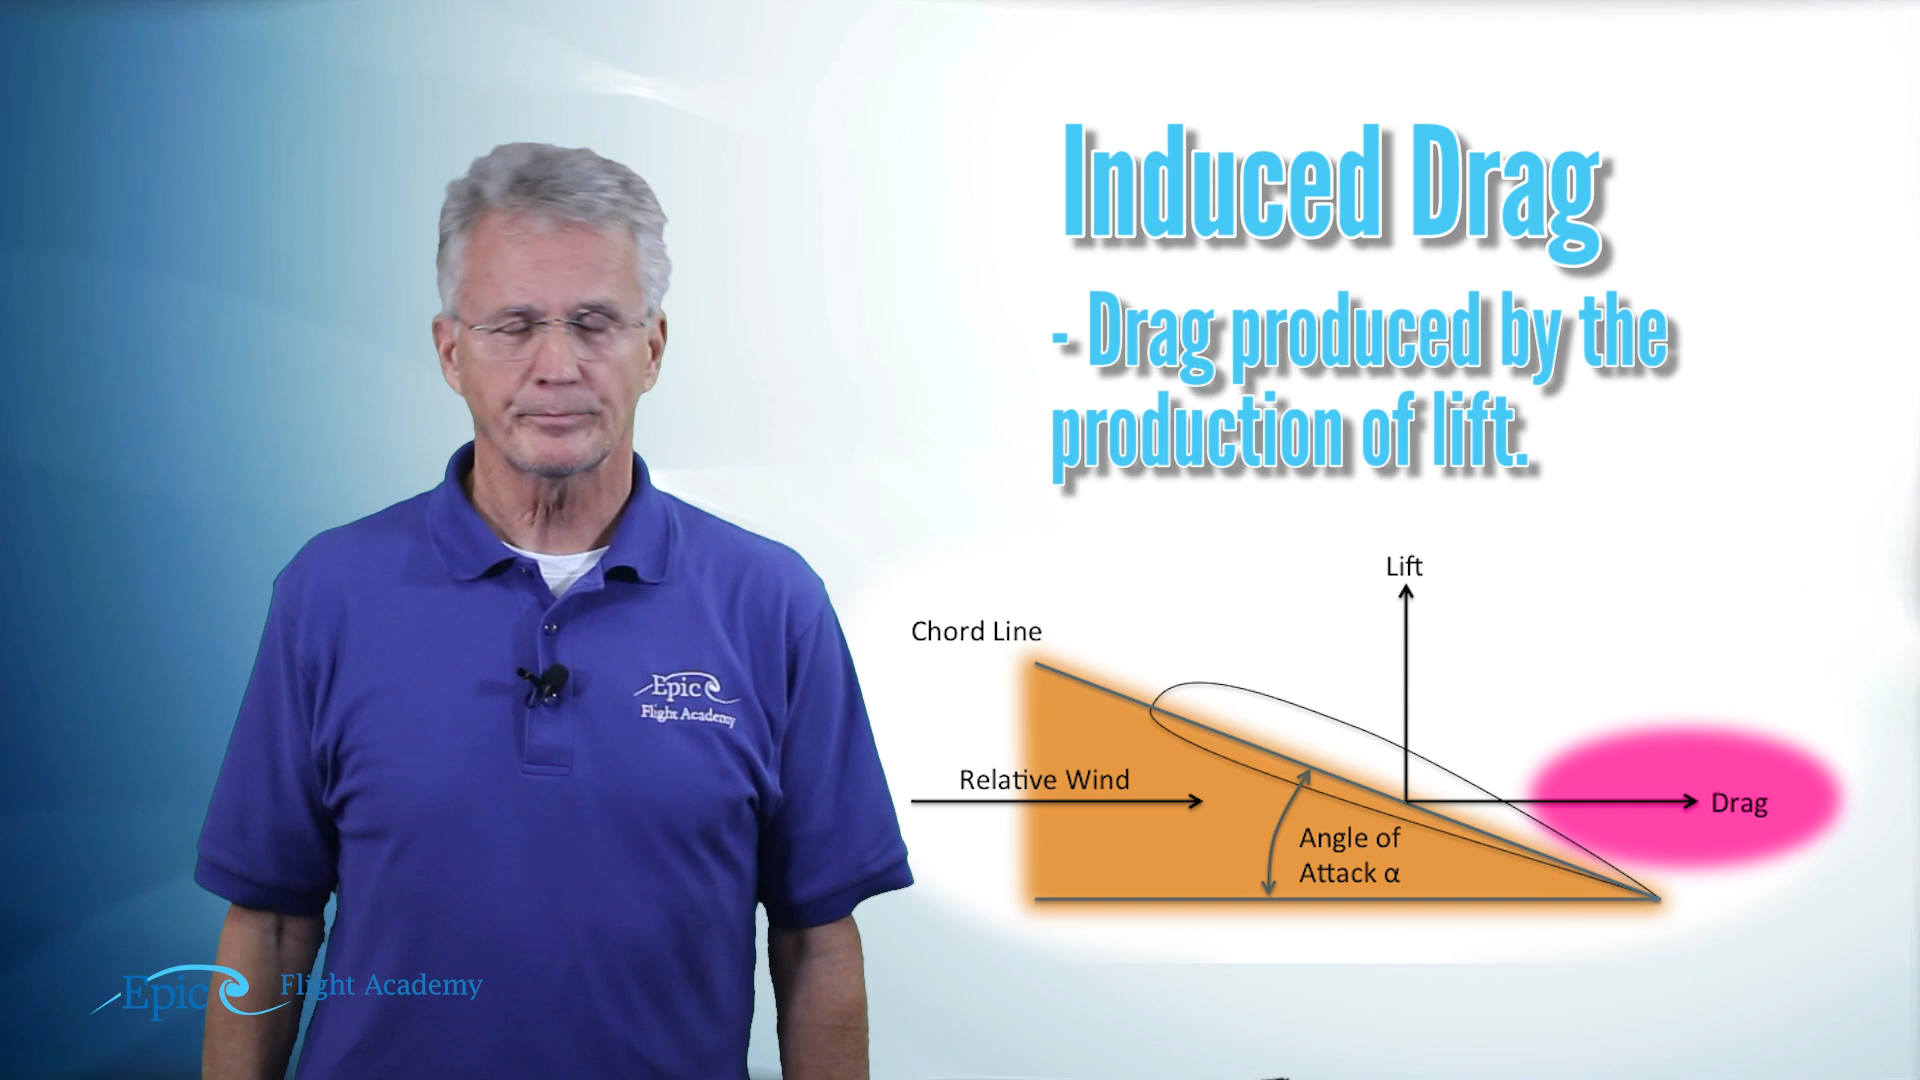 Induced Drag
- Drag produced by the
production of lift.
Lift
Chord Line
Relative Wind
Drag
Angle of
Attack α
Epic
Flight Academy
Epic Flight Academy